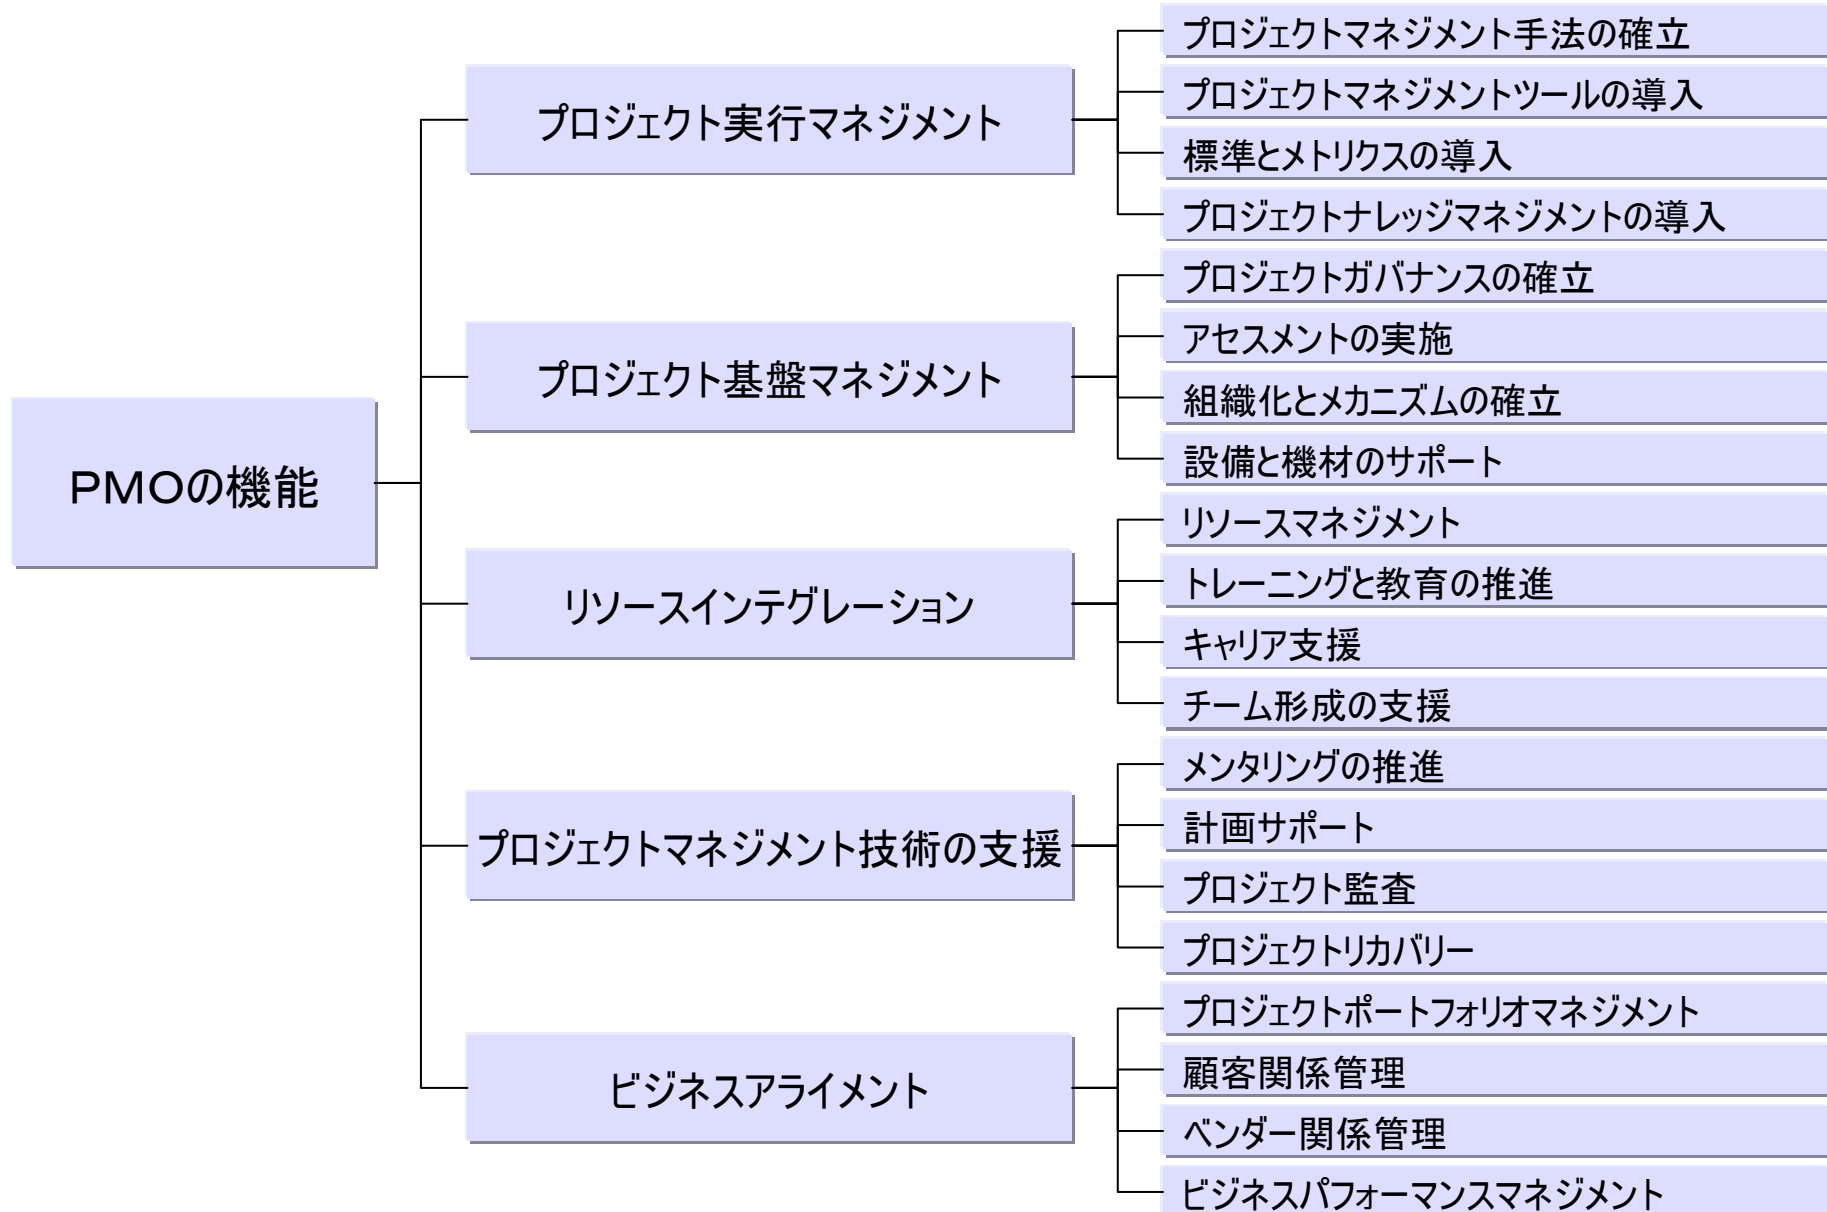 PMOの機能
プロジェクト実行マネジメント
プロジェクトマネジメント手法の確立
プロジェクトマネジメントツールの導入
標準とメトリクスの導入
プロジェクトナレッジマネジメントの導入
プロジェクト基盤マネジメント
プロジェクトガバナンスの確立
アセスメントの実施
組織化とメカニズムの確立
設備と機材のサポート
リソースインテグレーション
リソースマネジメント
トレーニングと教育の推進
キャリア支援
チーム形成の支援
プロジェクトマネジメント技術の支援
メンタリングの推進
計画サポート
プロジェクト監査
プロジェクトリカバリー
ビジネスアライメント
プロジェクトポートフォリオマネジメント
顧客関係管理
ベンダー関係管理
ビジネスパフォーマンスマネジメント